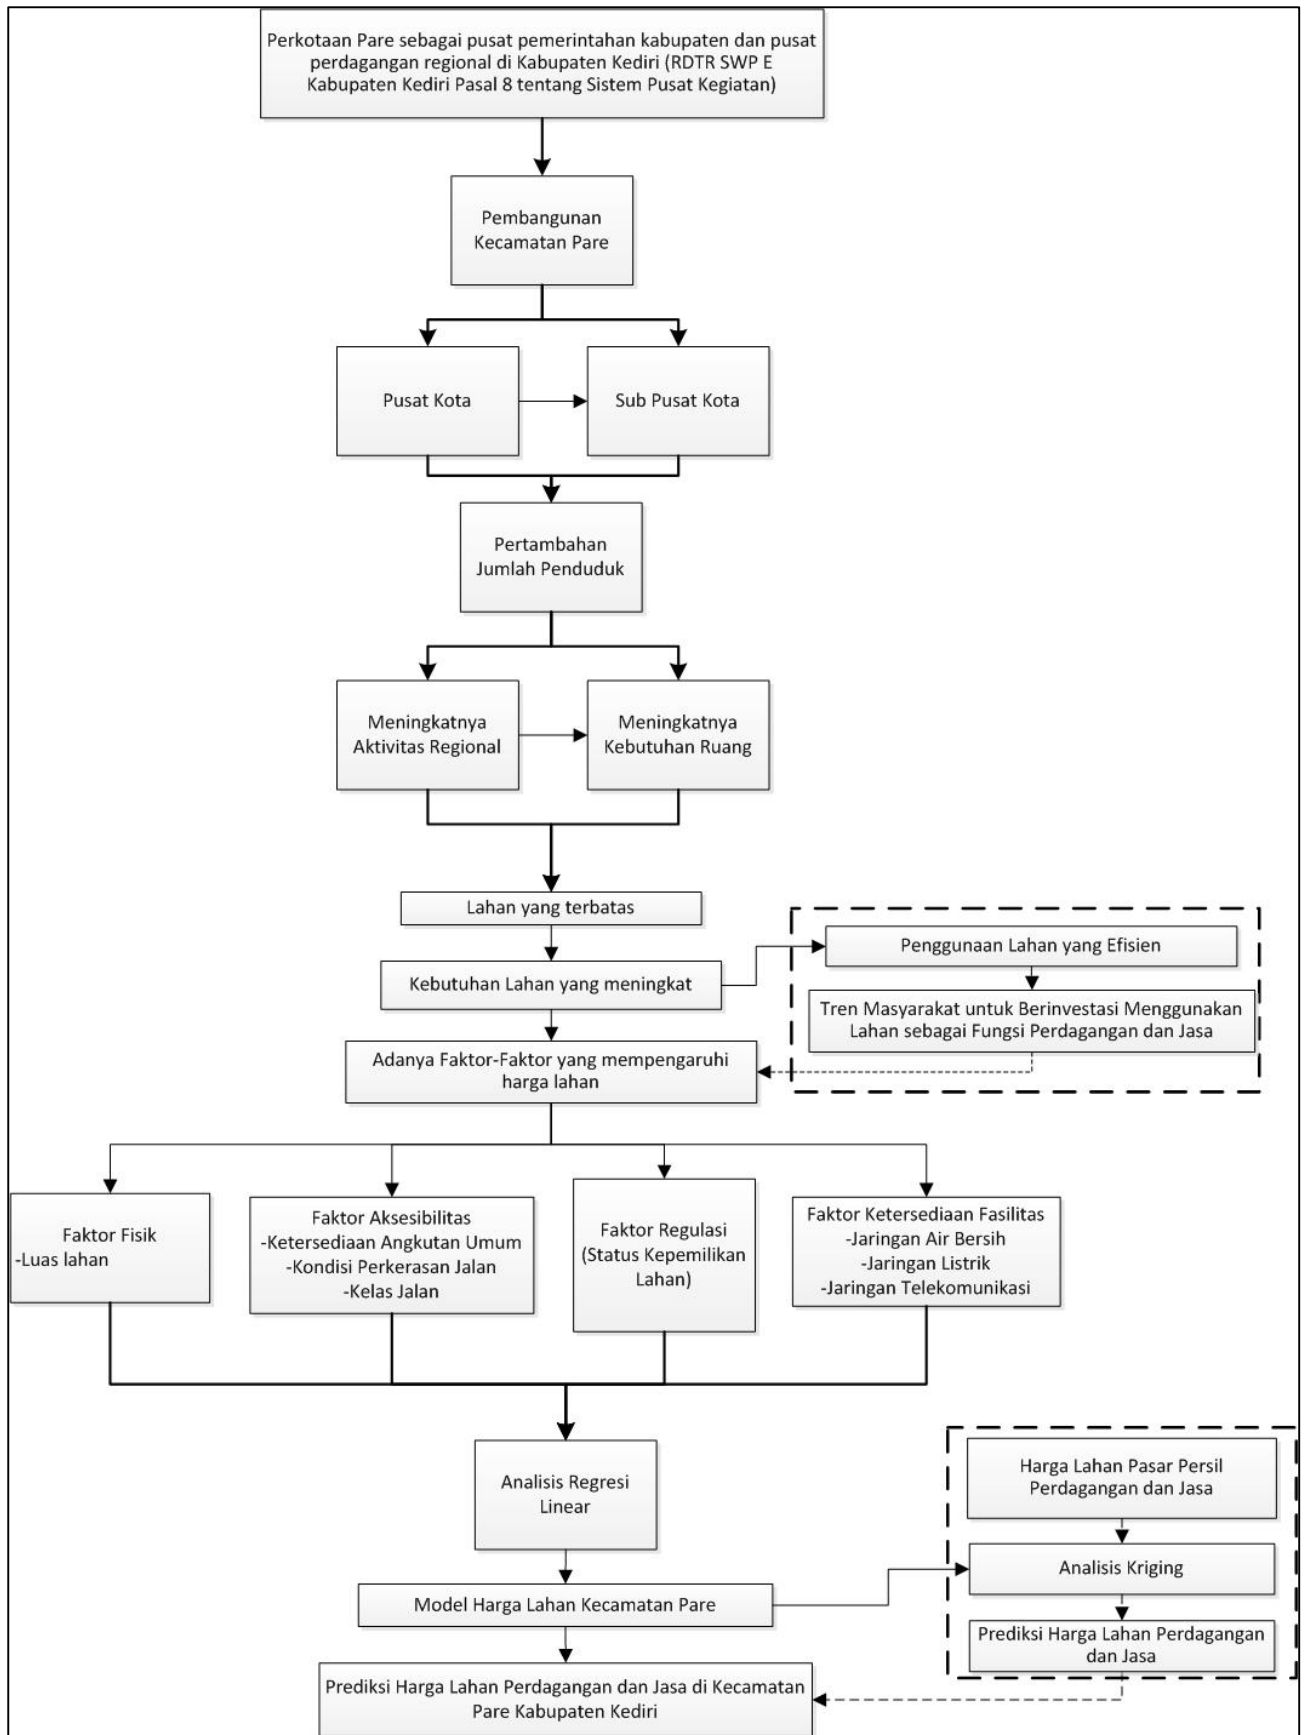 Perkotaan Pare sebagai pusat pemerintahan kabupaten dan pusat
perdagangan regional di Kabupaten Kediri (RDTR SWP E
Kabupaten Kediri Pasal 8 tentang Sistem Pusat Kegiatan)
Pembangunan
Kecamatan Pare
Pusat Kota
Sub Pusat Kota
Pertambahan
Jumlah Penduduk
Meningkatnya
Aktivitas Regional
Meningkatnya
Kebutuhan Ruang
Lahan yang terbatas
Kebutuhan Lahan yang meningkat
Penggunaan Lahan yang Efisien
Tren Masyarakat untuk Berinvestasi Menggunakan
Lahan sebagai Fungsi Perdagangan dan Jasa
Adanya Faktor-Faktor yang mempengaruhi
harga lahan
Faktor Fisik
-Luas lahan
Faktor Aksesibilitas
-Ketersediaan Angkutan Umum
-Kondisi Perkerasan Jalan
-Kelas Jalan
Faktor Regulasi
(Status Kepemilikan
Lahan)
Faktor Ketersediaan Fasilitas
-Jaringan Air Bersih
-Jaringan Listrik
-Jaringan Telekomunikasi
Analisis Regresi
Linear
Model Harga Lahan Kecamatan Pare
Harga Lahan Pasar Persil
Perdagangan dan Jasa
Analisis Kriging
Prediksi Harga Lahan Perdagangan
dan Jasa
Prediksi Harga Lahan Perdagangan dan Jasa di Kecamatan
Pare Kabupaten Kediri